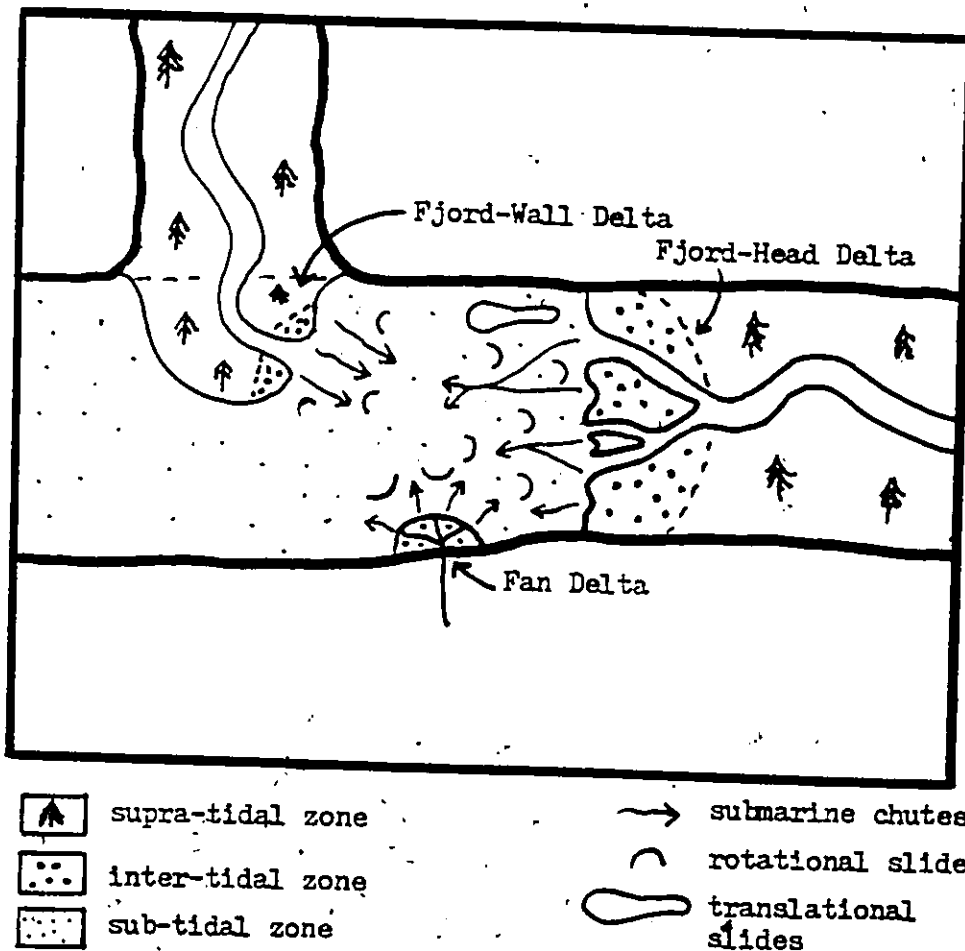 Fjord-Wall Delta
Fjord-Head Delta
Fan Delta
supra-tidal zone
inter-tidal zone
sub-tidal zone
submarine chutes
rotational slide
translational
slides